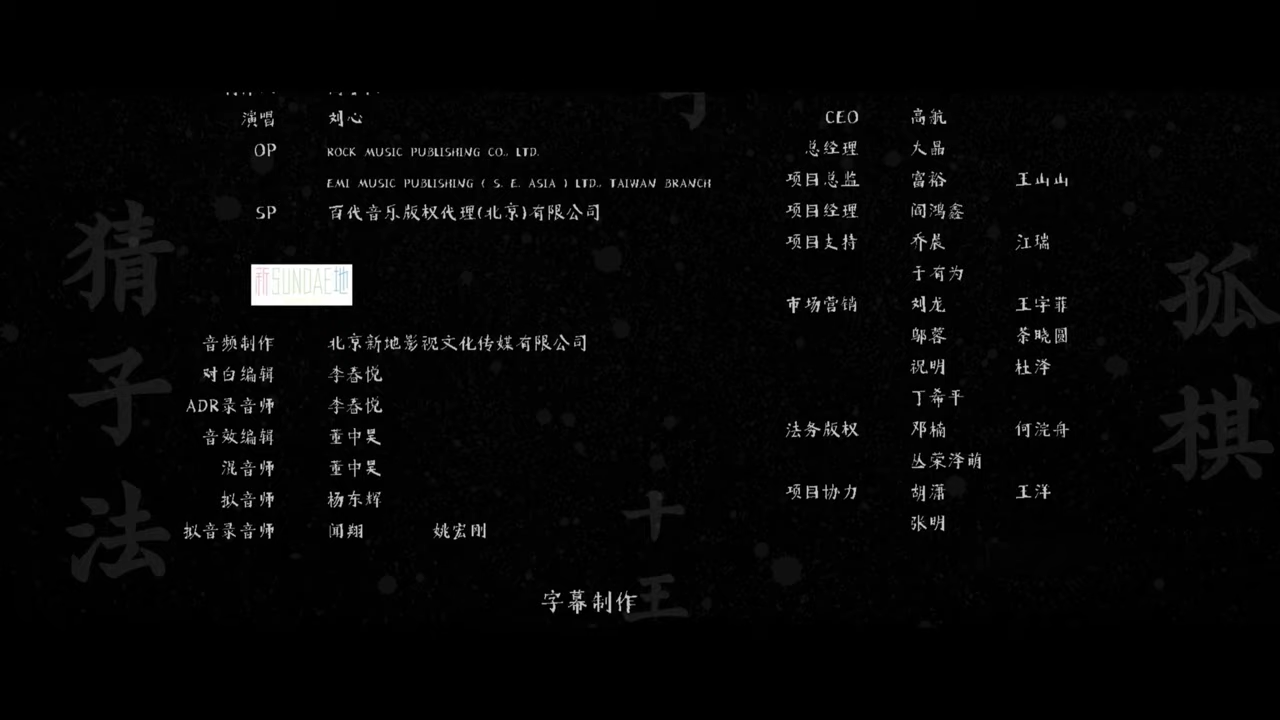 演唱 刘心
OP ROCK MUSIC PUBLISHING CO., LTD.
EMI MUSIC PUBLISHING ( S. E. ASIA ) LTD., TAIWAN BRANCH
SP 百代音乐版权代理(北京)有限公司
新SUNDAE地
音频制作 北京新地影视文化传媒有限公司
对白编辑 李春悦
ADR录音师 李春悦
音效编辑 董中昊
混音师 董中昊
拟音师 杨东辉
拟音录音师 闻翔 姚宏刚
CEO 高航
总经理 大晶
项目总监 富裕 王山山
项目经理 阎鸿鑫
项目支持 乔晨 江瑞
于有为
市场营销 刘龙 王宇菲
邬蓉 茶晓圆
祝明 杜泽
丁希平
法务版权 邓楠 何浣舟
丛荣泽萌
项目协力 胡潇 王洋
张明
字幕制作
猜子法
十王
孤棋